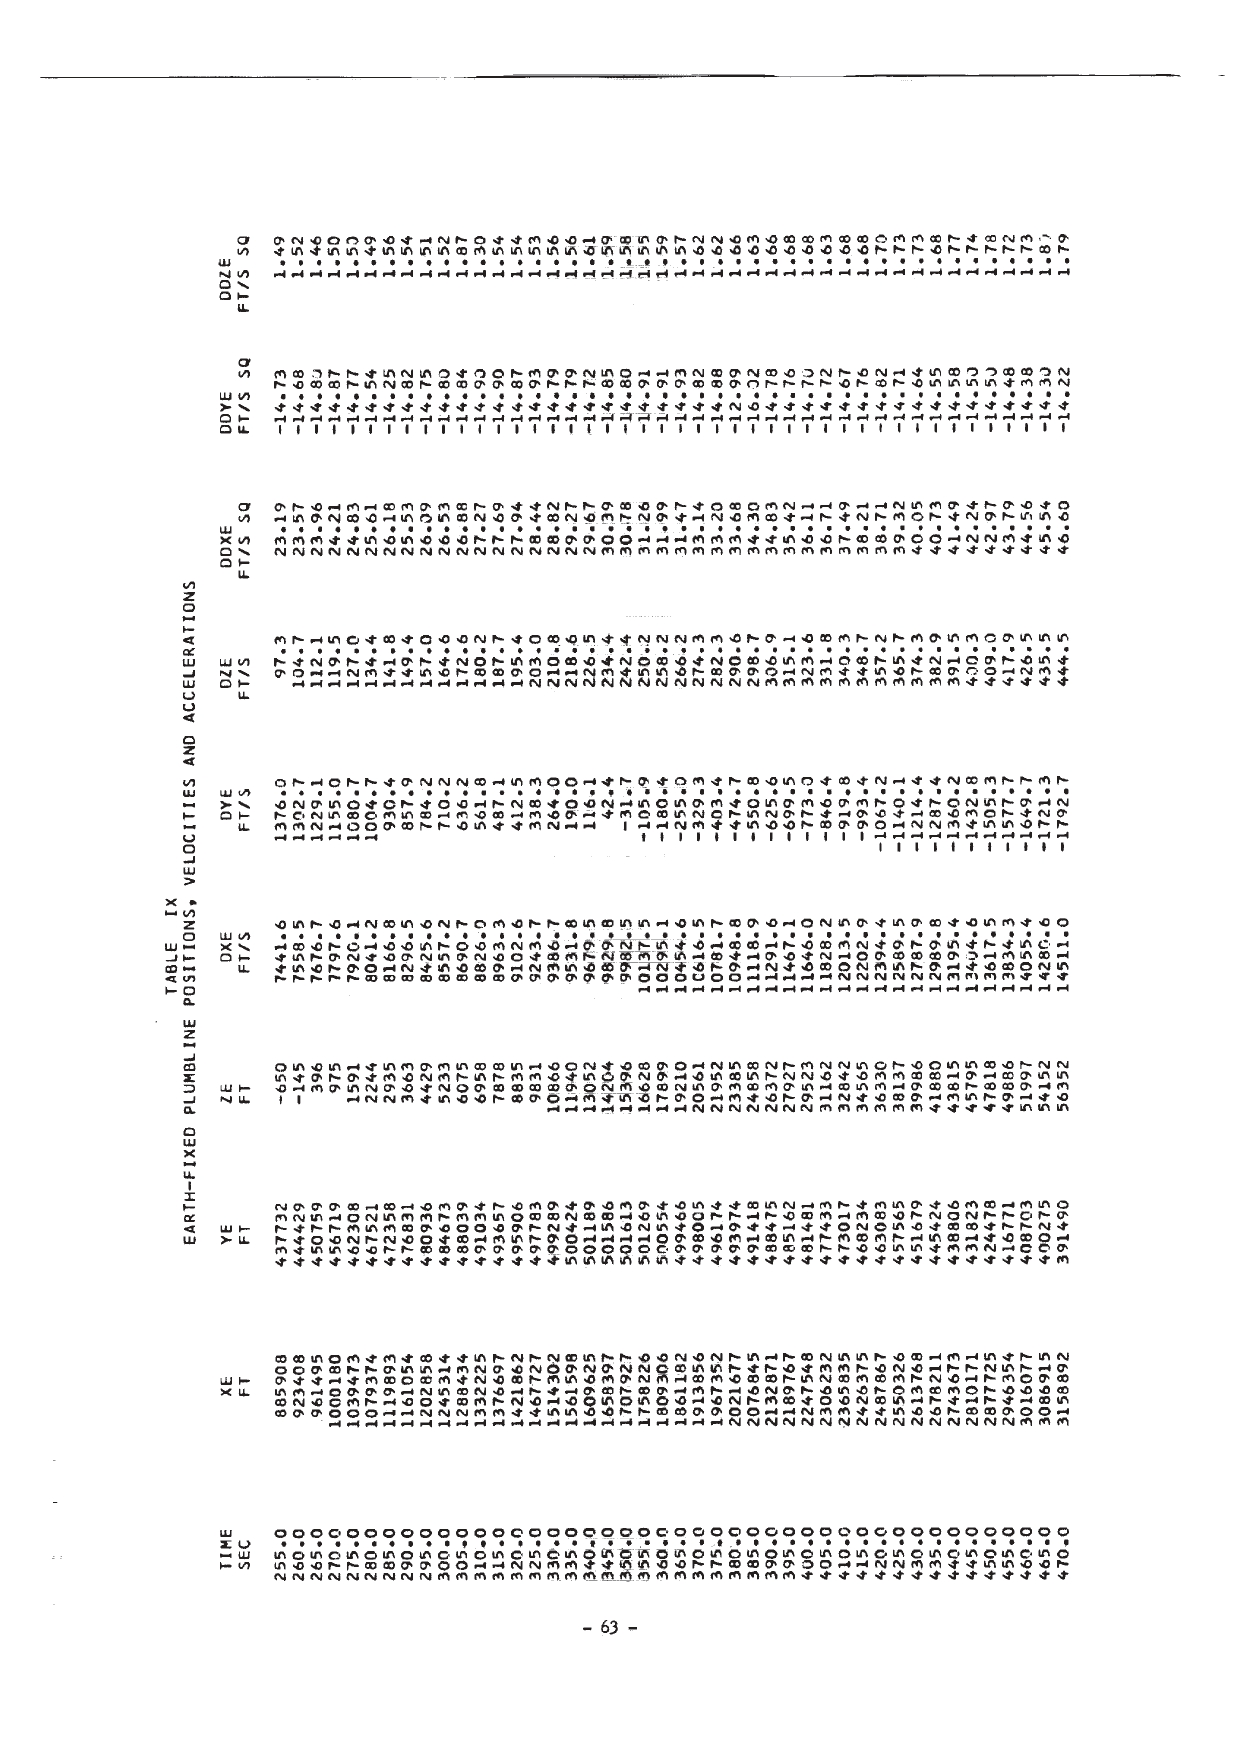 TABLE IX
EARTH-FIXED PLUMBLINE POSITIONS, VELOCITIES AND ACCELERATIONS
TIME XE YE ZE DXE DYE DZE DDXE DDYE DDZE
SEC FT FT FT FT/S FT/S FT/S FT/S SQ FT/S SQ FT/S SQ
255.0 885908 437732 -650 7441.6 1376.0 97.3 23.19 -14.73 1.49
260.0 923408 444429 -145 7558.5 1302.7 104.7 23.57 -14.68 1.52
265.0 961495 450759 396 7676.7 1229.1 112.1 23.96 -14.80 1.46
270.0 1000180 456719 975 7797.6 1155.0 119.5 24.21 -14.87 1.50
275.0 1039473 462308 1591 7920.1 1080.7 127.0 24.83 -14.77 1.50
280.0 1079374 467521 2244 8041.2 1004.7 134.4 25.61 -14.54 1.49
285.0 1119893 472358 2935 8166.8 930.4 141.8 26.18 -14.25 1.56
290.0 1161054 476831 3663 8296.5 857.9 149.4 25.53 -14.82 1.54
295.0 1202858 480936 4429 8425.6 784.2 157.0 26.09 -14.75 1.51
300.0 1245314 484673 5233 8557.2 710.2 164.6 26.53 -14.80 1.52
305.0 1288434 488039 6075 8690.7 636.2 172.6 26.88 -14.84 1.87
310.0 1332225 491034 6958 8826.0 561.8 180.2 27.27 -14.90 1.30
315.0 1376697 493657 7878 8963.3 487.1 187.7 27.69 -14.90 1.54
320.0 1421862 495906 8835 9102.6 412.5 195.4 27.94 -14.87 1.54
325.0 1467727 497783 9831 9243.7 338.3 203.0 28.44 -14.93 1.53
330.0 1514302 499289 10866 9386.7 264.0 210.8 28.82 -14.79 1.56
335.0 1561598 500424 11940 9531.8 190.0 218.6 29.27 -14.79 1.56
340.0 1609625 501189 13052 9679.5 116.1 226.5 29.67 -14.72 1.61
345.0 1658397 501586 14204 9829.8 42.4 234.4 30.39 -14.85 1.59
350.0 1707927 501613 15396 9982.5 -31.7 242.4 30.78 -14.80 1.58
355.0 1758226 501269 16628 10137.5 -105.9 250.2 31.26 -14.91 1.55
360.0 1809306 500554 17899 10295.1 -180.4 258.2 31.99 -14.91 1.59
365.0 1861182 499466 19210 10454.6 -255.0 266.2 31.47 -14.93 1.57
370.0 1913856 498005 20561 10616.5 -329.3 274.3 33.14 -14.82 1.62
375.0 1967352 496174 21952 10781.7 -403.4 282.3 33.20 -14.88 1.62
380.0 2021677 493974 23385 10948.8 -474.7 290.6 33.68 -12.99 1.66
385.0 2076845 491418 24858 11118.9 -550.8 298.7 34.30 -16.02 1.63
390.0 2132871 488475 26372 11291.6 -625.6 306.9 34.83 -14.78 1.66
395.0 2189767 485162 27927 11467.1 -699.5 315.1 35.42 -14.76 1.68
400.0 2247548 481481 29523 11646.0 -773.0 323.6 36.11 -14.70 1.68
405.0 2306232 477433 31162 11828.2 -846.4 331.8 36.71 -14.72 1.63
410.0 2365835 473017 32842 12013.5 -919.8 340.3 37.49 -14.67 1.68
415.0 2426375 468234 34565 12202.9 -993.4 348.7 38.21 -14.76 1.68
420.0 2487867 463083 36330 12394.4 -1067.2 357.2 38.71 -14.82 1.70
425.0 2550326 457565 38137 12589.5 -1140.1 365.7 39.32 -14.71 1.73
430.0 2613768 451679 39986 12787.9 -1214.4 374.3 40.05 -14.64 1.73
435.0 2678211 445424 41880 12989.8 -1287.4 382.9 40.73 -14.55 1.68
440.0 2743673 438806 43815 13195.4 -1360.2 391.5 41.49 -14.58 1.77
445.0 2810171 431823 45795 13404.6 -1432.8 400.3 42.24 -14.50 1.74
450.0 2877725 424478 47818 13617.5 -1505.3 409.0 42.97 -14.50 1.78
455.0 2946354 416771 49886 13834.3 -1577.7 417.9 43.79 -14.48 1.72
460.0 3016077 408703 51997 14055.4 -1649.7 426.5 44.56 -14.38 1.73
465.0 3086915 400275 54152 14280.6 -1721.3 435.5 45.54 -14.30
470.0 3158892 391490 56352 14511.0 -1792.7 444.5 46.60 -14.22 1.79
- 63 -